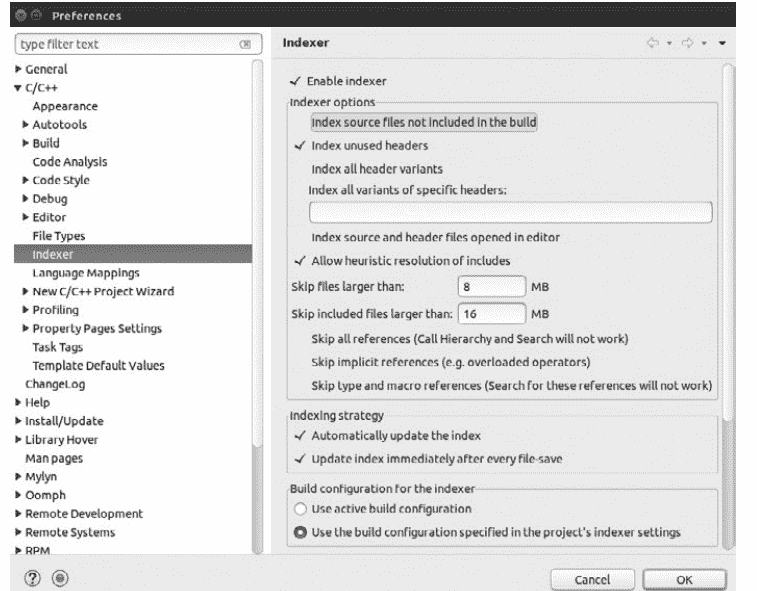 Preferences
type filter text
General
C/C++
Appearance
Autotools
Build
Code Analysis
Code Style
Debug
Editor
File Types
Indexer
Language Mappings
New C/C++ Project Wizard
Profiling
Property Pages Settings
Task Tags
Template Default Values
ChangeLog
Help
Install/Update
Library Hover
Man pages
Mylyn
Oomph
Remote Development
Remote Systems
RPM
Indexer
Enable indexer
Indexer options
Index source files not included in the build
Index unused headers
Index all header variants
Index all variants of specific headers:
Index source and header files opened in editor
Allow heuristic resolution of includes
Skip files larger than: 8 MB
Skip included files larger than: 16 MB
Skip all references (Call Hierarchy and Search will not work)
Skip implicit references (e.g. overloaded operators)
Skip type and macro references (Search for these references will not work)
Indexing strategy
Automatically update the index
Update index immediately after every file-save
Build configuration for the indexer
Use active build configuration
Use the build configuration specified in the project's indexer settings
?
Cancel
OK